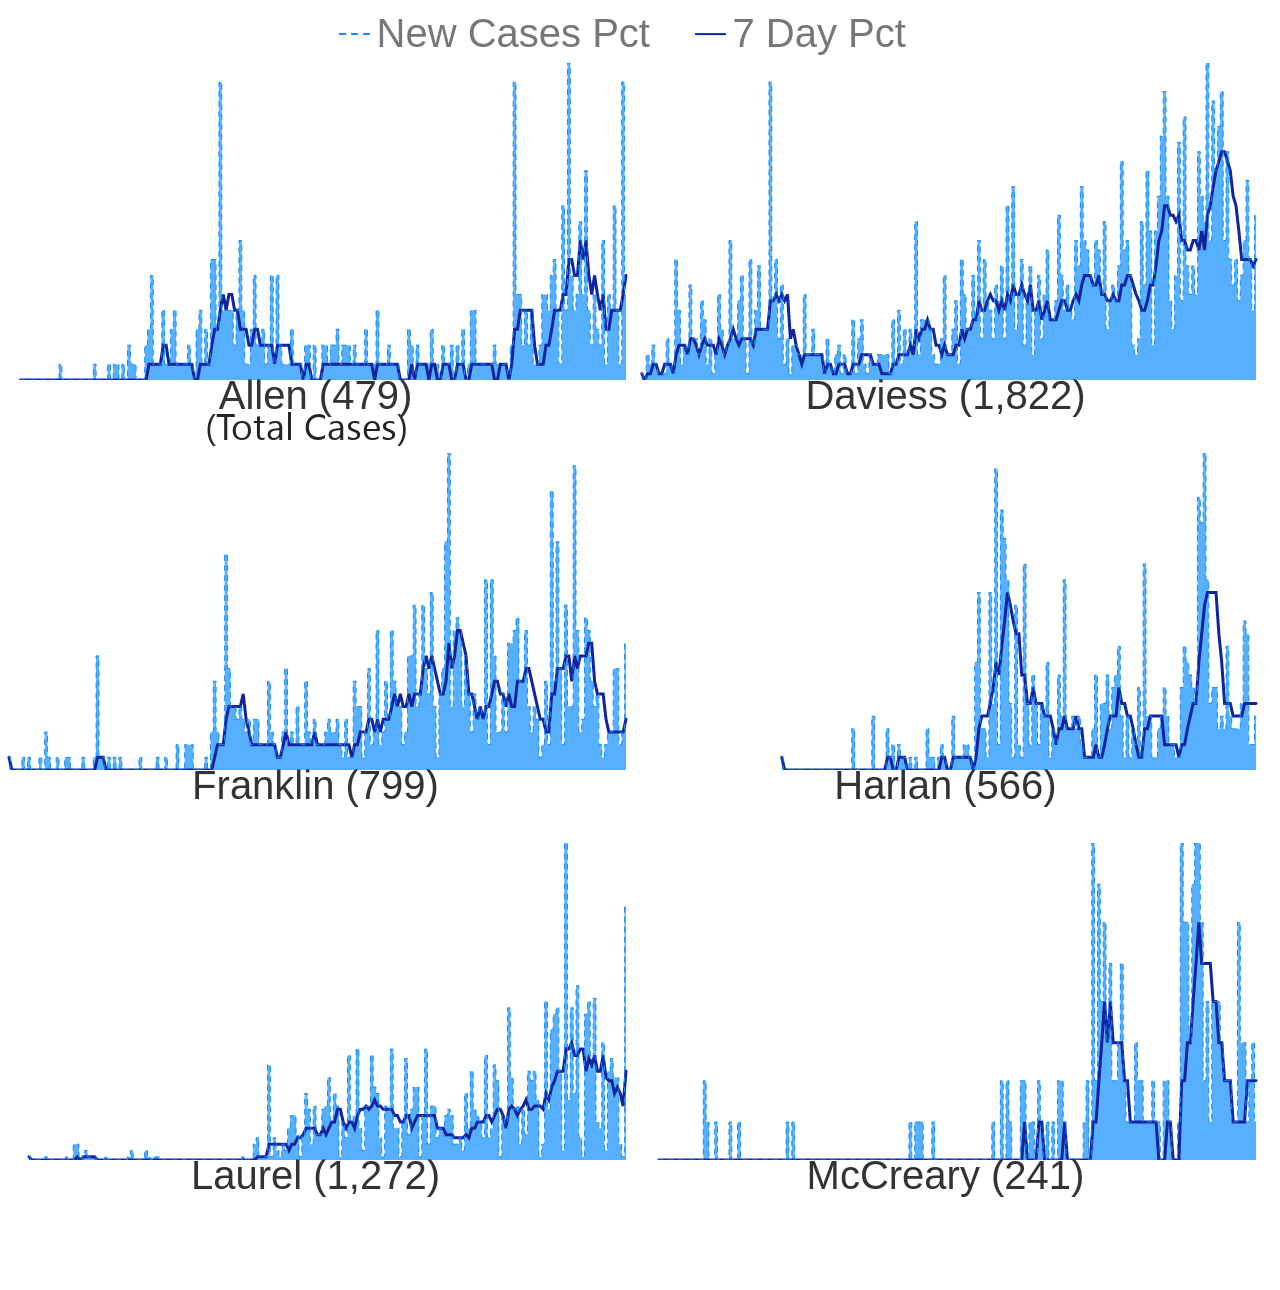 New Cases Pct 7 Day Pct
Allen (479) Daviess (1,822)
(Total Cases)
Franklin (799) Harlan (566)
Laurel (1,272) McCreary (241)